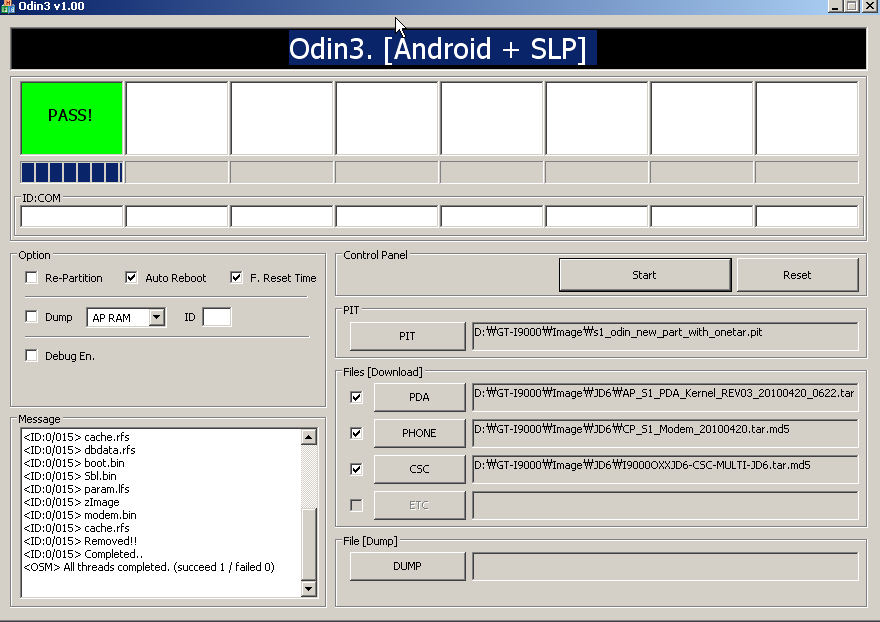 Odin3 v1.00
Odin3. [Android + SLP]
PASS!
ID:COM
Option
Re-Partition Auto Reboot F. Reset Time
Dump AP RAM ID
Debug En.
Message
<ID:0/015> cache.rfs
<ID:0/015> dbdata.rfs
<ID:0/015> boot.bin
<ID:0/015> Sbl.bin
<ID:0/015> param.lfs
<ID:0/015> zImage
<ID:0/015> modem.bin
<ID:0/015> cache.rfs
<ID:0/015> Removed!!
<ID:0/015> Completed..
<OSM> All threads completed. (succeed 1 / failed 0)
Control Panel
Start Reset
PIT
PIT D:₩GT-I9000₩Image₩s1_odin_new_part_with_onetar.pit
Files [Download]
PDA D:₩GT-I9000₩Image₩JD6₩AP_S1_PDA_Kernel_REV03_20100420_0622.tar
PHONE D:₩GT-I9000₩Image₩JD6₩CP_S1_Modem_20100420.tar.md5
CSC D:₩GT-I9000₩Image₩JD6₩I9000OXXJD6-CSC-MULTI-JD6.tar.md5
ETC
File [Dump]
DUMP